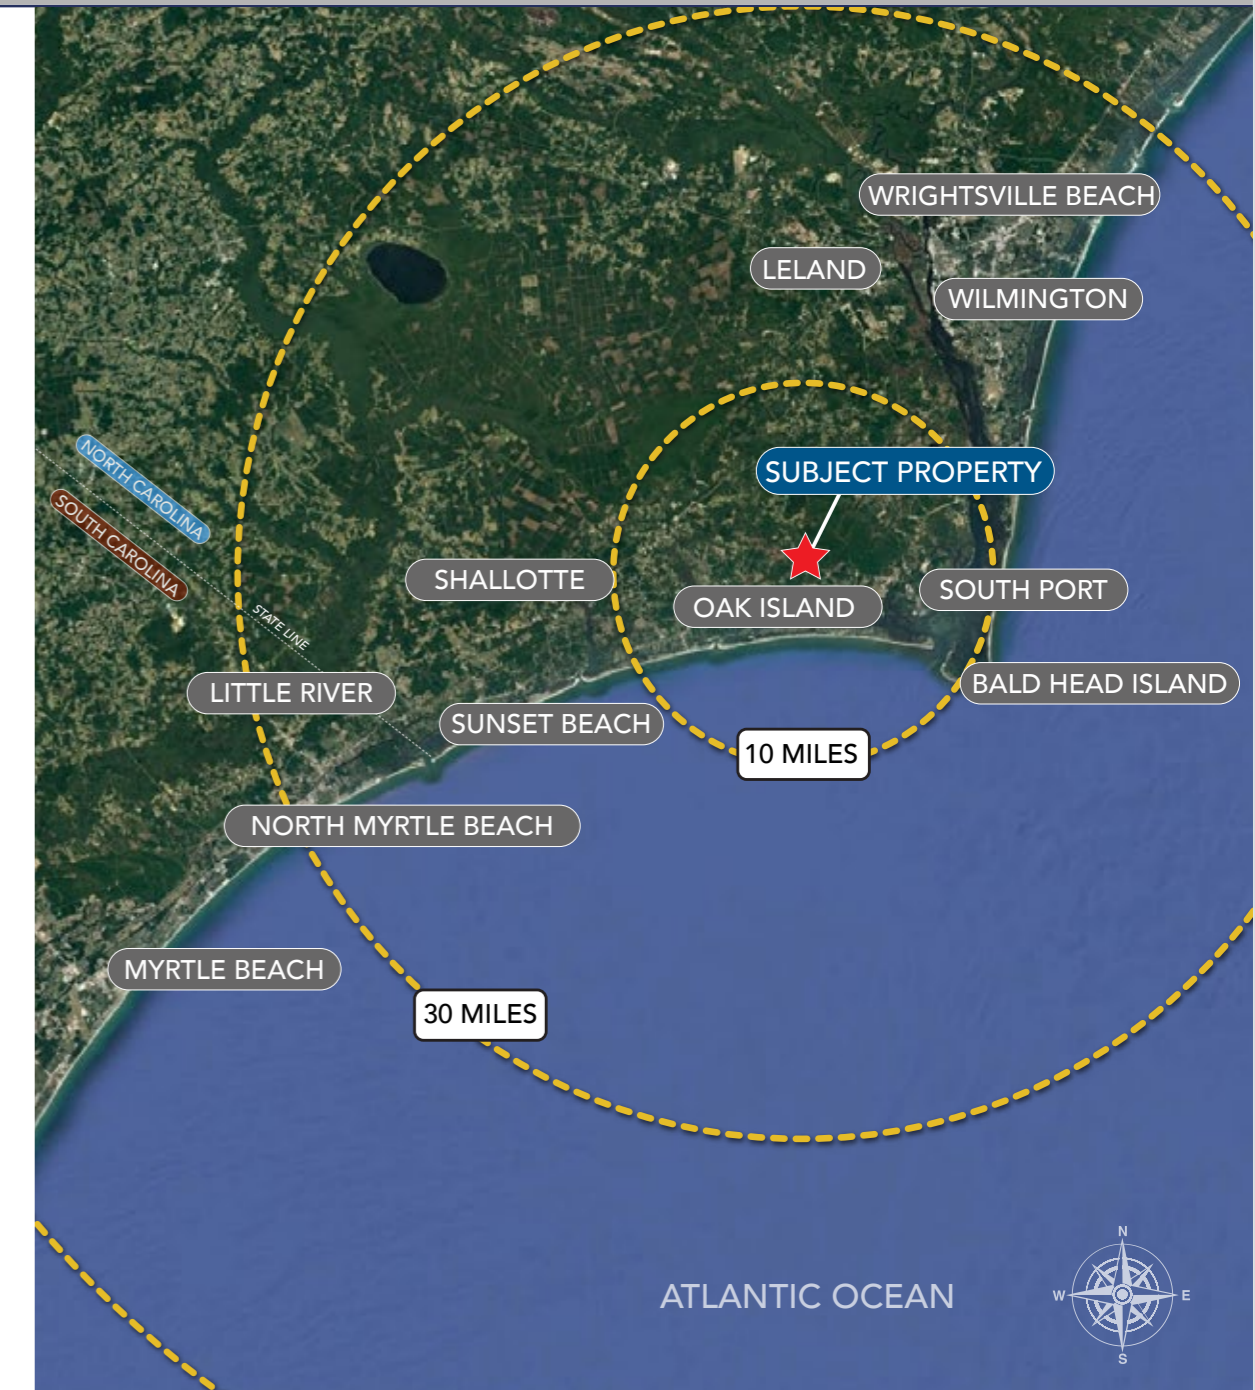 WRIGHTSVILLE BEACH
LELAND
WILMINGTON
NORTH CAROLINA
SOUTH CAROLINA
STATE LINE
SUBJECT PROPERTY
SHALLOTTE
OAK ISLAND
SOUTH PORT
LITTLE RIVER
SUNSET BEACH
BALD HEAD ISLAND
10 MILES
NORTH MYRTLE BEACH
MYRTLE BEACH
30 MILES
ATLANTIC OCEAN
N
W
E
S